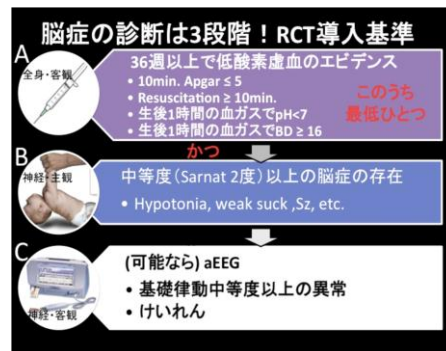 脳症の診断は3段階！RCT導入基準
A
全身・客観
36週以上で低酸素虚血のエビデンス
• 10min. Apgar ≤ 5
• Resuscitation ≥ 10min.
• 生後1時間の血ガスでpH<7
• 生後1時間の血ガスでBD ≥ 16
このうち
最低ひとつ
かつ
B
神経・主観
中等度（Sarnat 2度）以上の脳症の存在
• Hypotonia, weak suck ,Sz, etc.
C
神経・客観
(可能なら) aEEG
• 基礎律動中等度以上の異常
• けいれん